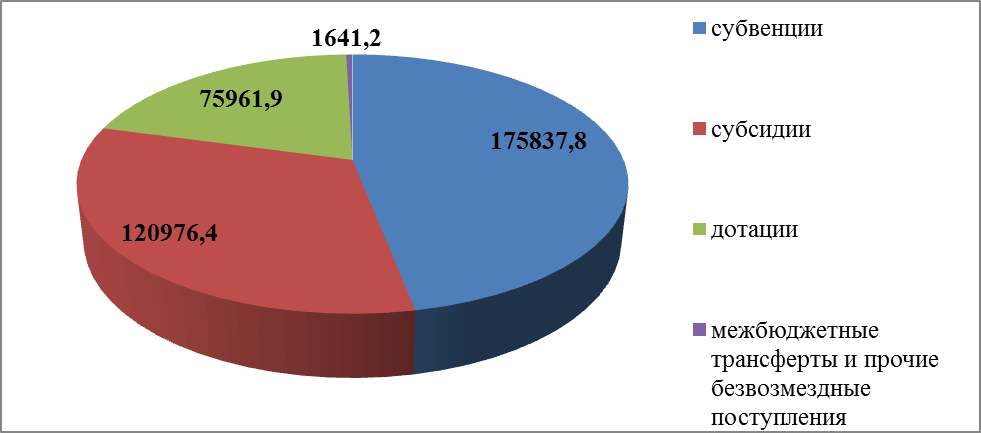 1641,2
75961,9
175837,8
120976,4
субвенции
субсидии
дотации
межбюджетные
трансферты и прочие
безвозмездные
поступления